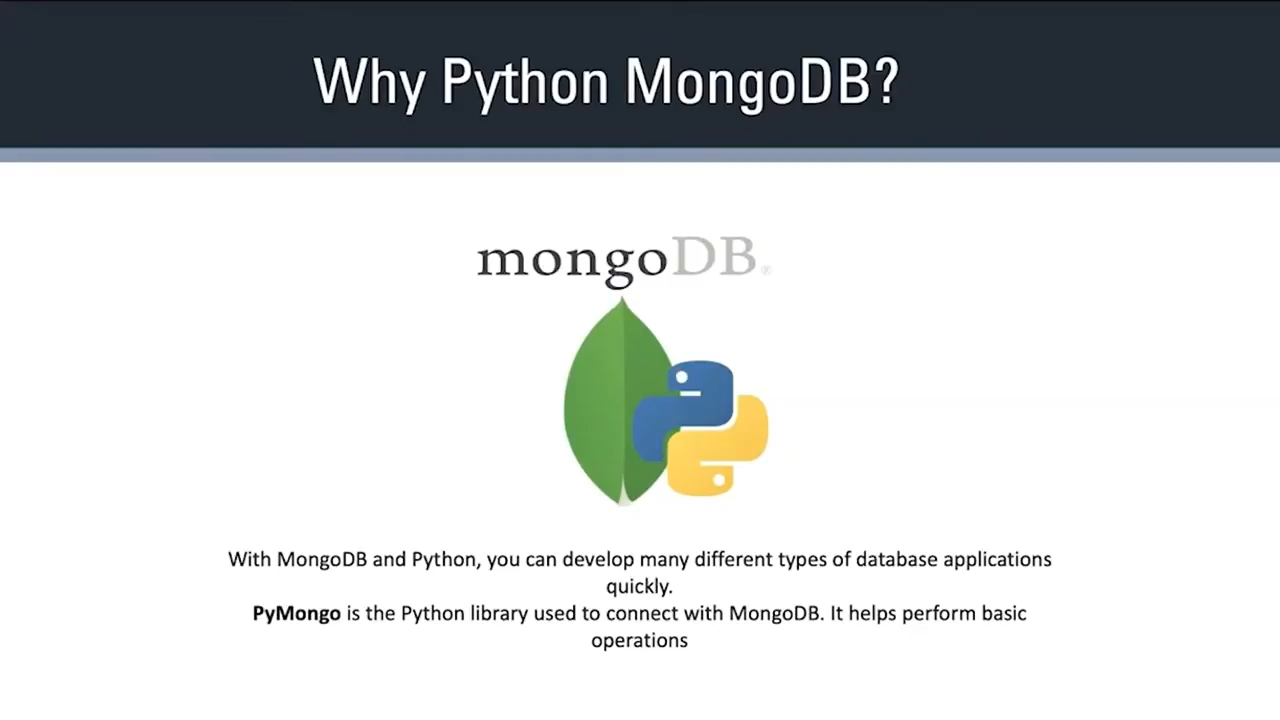 Why Python MongoDB?
mongoDB®
With MongoDB and Python, you can develop many different types of database applications
quickly.
PyMongo is the Python library used to connect with MongoDB. It helps perform basic
operations